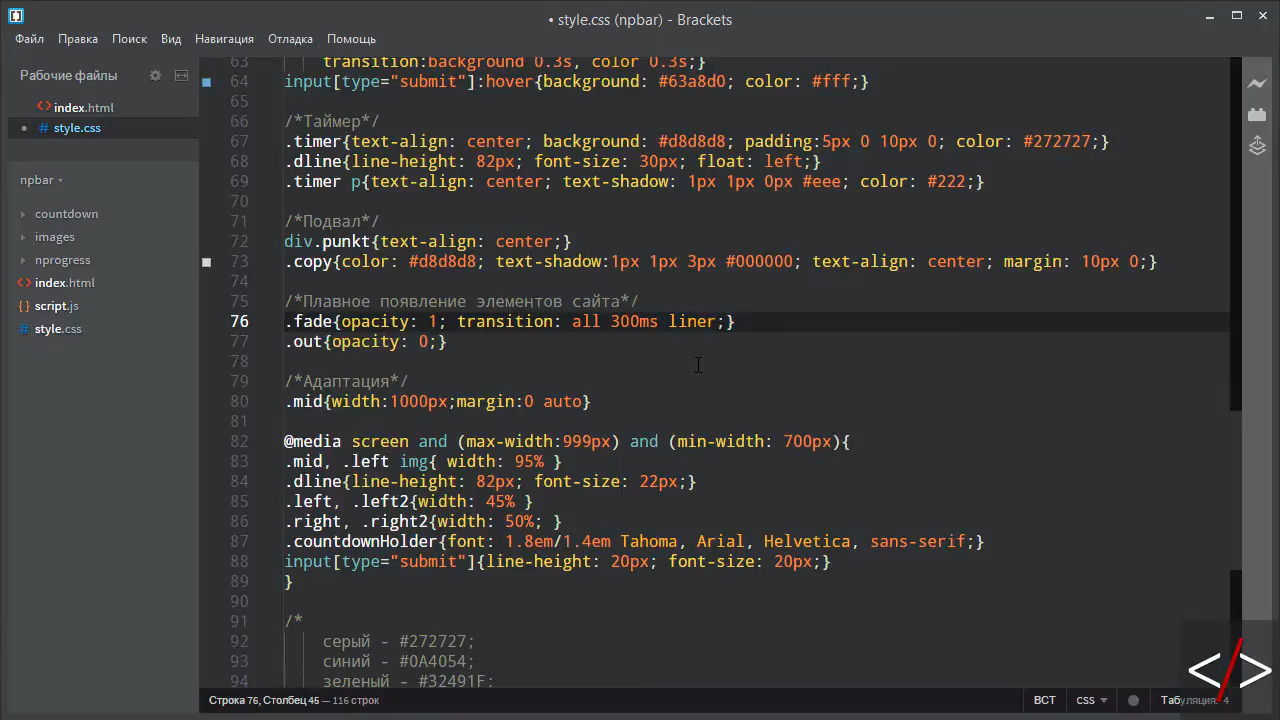 • style.css (npbar) - Brackets
Файл Правка Поиск Вид Навигация Отладка Помощь
Рабочие файлы
<> index.html
• # style.css
npbar
countdown
images
nprogress
<> index.html
{} script.js
# style.css
63 transition:background 0.3s, color 0.3s;}
64 input[type="submit"]:hover{background: #63a8d0; color: #fff;}
65
66 /*Таймер*/
67 .timer{text-align: center; background: #d8d8d8; padding:5px 0 10px 0; color: #272727;}
68 .dline{line-height: 82px; font-size: 30px; float: left;}
69 .timer p{text-align: center; text-shadow: 1px 1px 0px #eee; color: #222;}
70
71 /*Подвал*/
72 div.punkt{text-align: center;}
73 .copy{color: #d8d8d8; text-shadow:1px 1px 3px #000000; text-align: center; margin: 10px 0;}
74
75 /*Плавное появление элементов сайта*/
76 .fade{opacity: 1; transition: all 300ms liner;}
77 .out{opacity: 0;}
78
79 /*Адаптация*/
80 .mid{width:1000px;margin:0 auto}
81
82 @media screen and (max-width:999px) and (min-width: 700px){
83 .mid, .left img{ width: 95% }
84 .dline{line-height: 82px; font-size: 22px;}
85 .left, .left2{width: 45% }
86 .right, .right2{width: 50%; }
87 .countdownHolder{font: 1.8em/1.4em Tahoma, Arial, Helvetica, sans-serif;}
88 input[type="submit"]{line-height: 20px; font-size: 20px;}
89 }
90
91 /*
92 серый - #272727;
93 синий - #0A4054;
94 зеленый - #32491F;
Строка 76, Столбец 45 — 116 строк
ВСТ CSS Табуляция: 4
</>